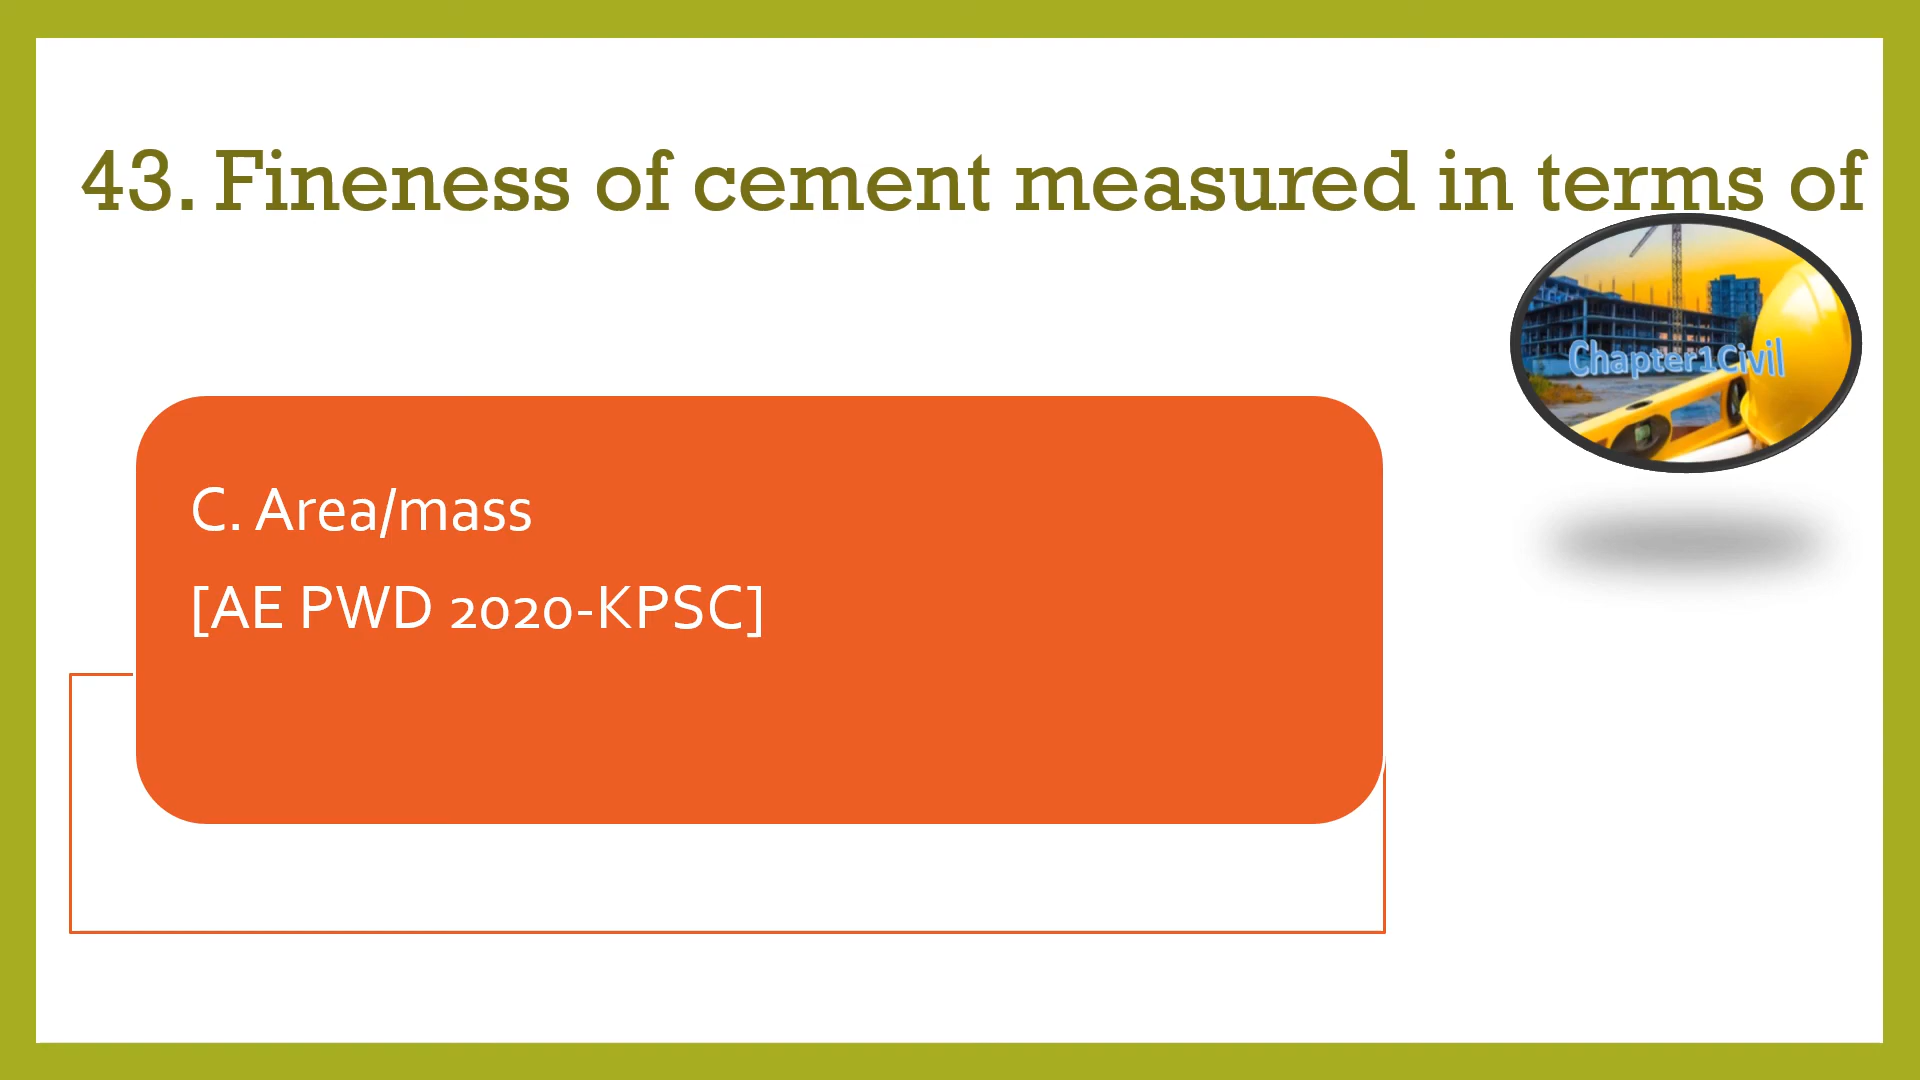 43. Fineness of cement measured in terms of
Chapter1Civil
C. Area/mass
[AE PWD 2020-KPSC]